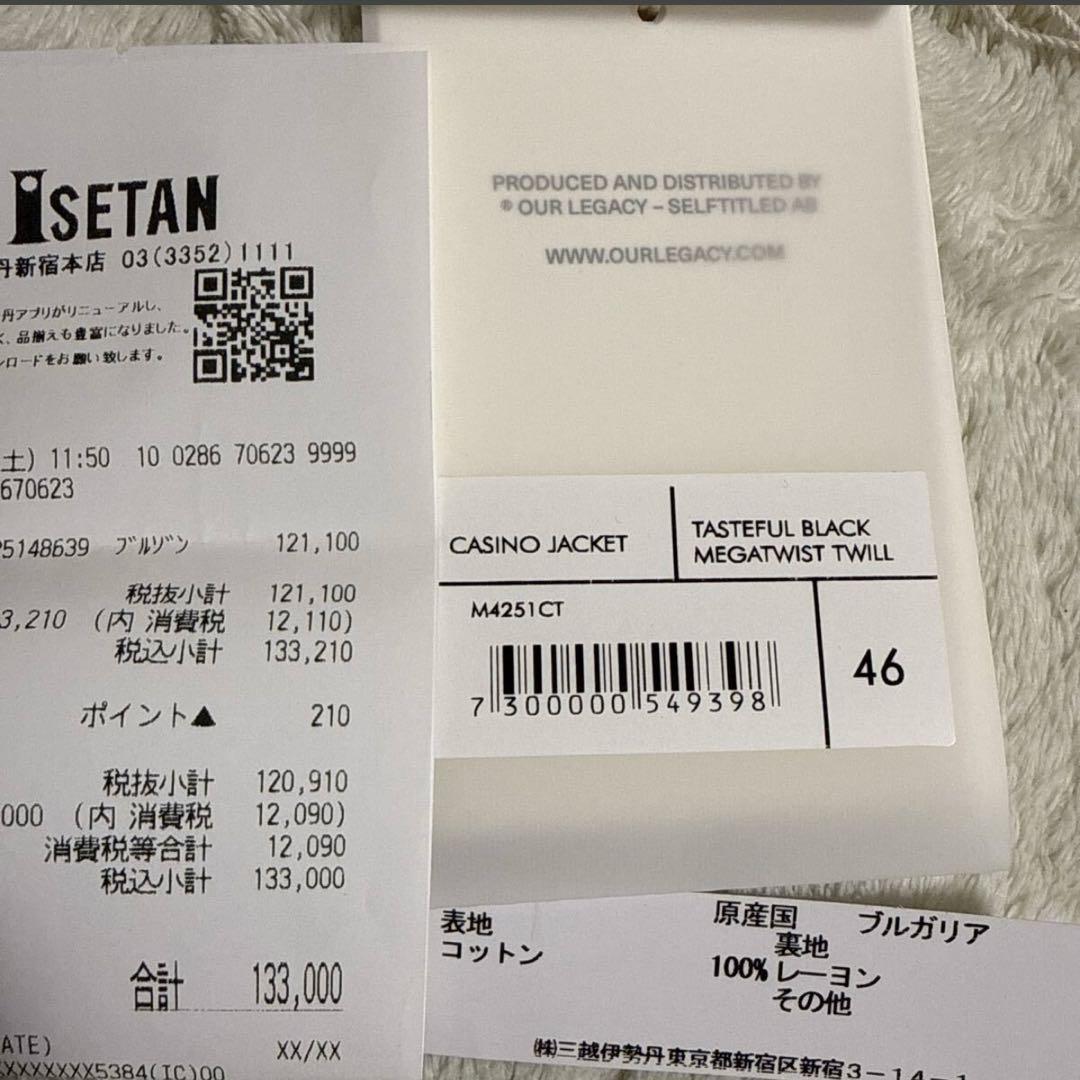 ISETAN
丹新宿本店 03(3352)1111
丹アプリがリニューアルし、
く、品揃えも豊富になりました。
ンロードをお願い致します。
土) 11:50 10 0286 70623 9999
670623
25148639 ブルゾン 121,100
税抜小計 121,100
3,210 (内 消費税 12,110)
税込小計 133,210
ポイント▲ 210
税抜小計 120,910
000 (内 消費税 12,090)
消費税等合計 12,090
税込小計 133,000
合計 133,000
ATE) XX/XX
XXXXXXX5384(IC)00
PRODUCED AND DISTRIBUTED BY
® OUR LEGACY – SELFTITLED AB
WWW.OURLEGACY.COM
CASINO JACKET
TASTEFUL BLACK
MEGATWIST TWILL
M4251CT
7 300000 549398
46
表地
コットン
原産国 ブルガリア
裏地
100% レーヨン
その他
㈱三越伊勢丹東京都新宿区新宿3-14-1